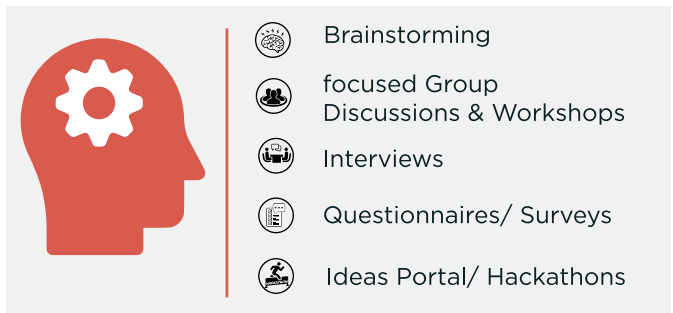 Brainstorming
focused Group
Discussions & Workshops
Interviews
Questionnaires/ Surveys
Ideas Portal/ Hackathons